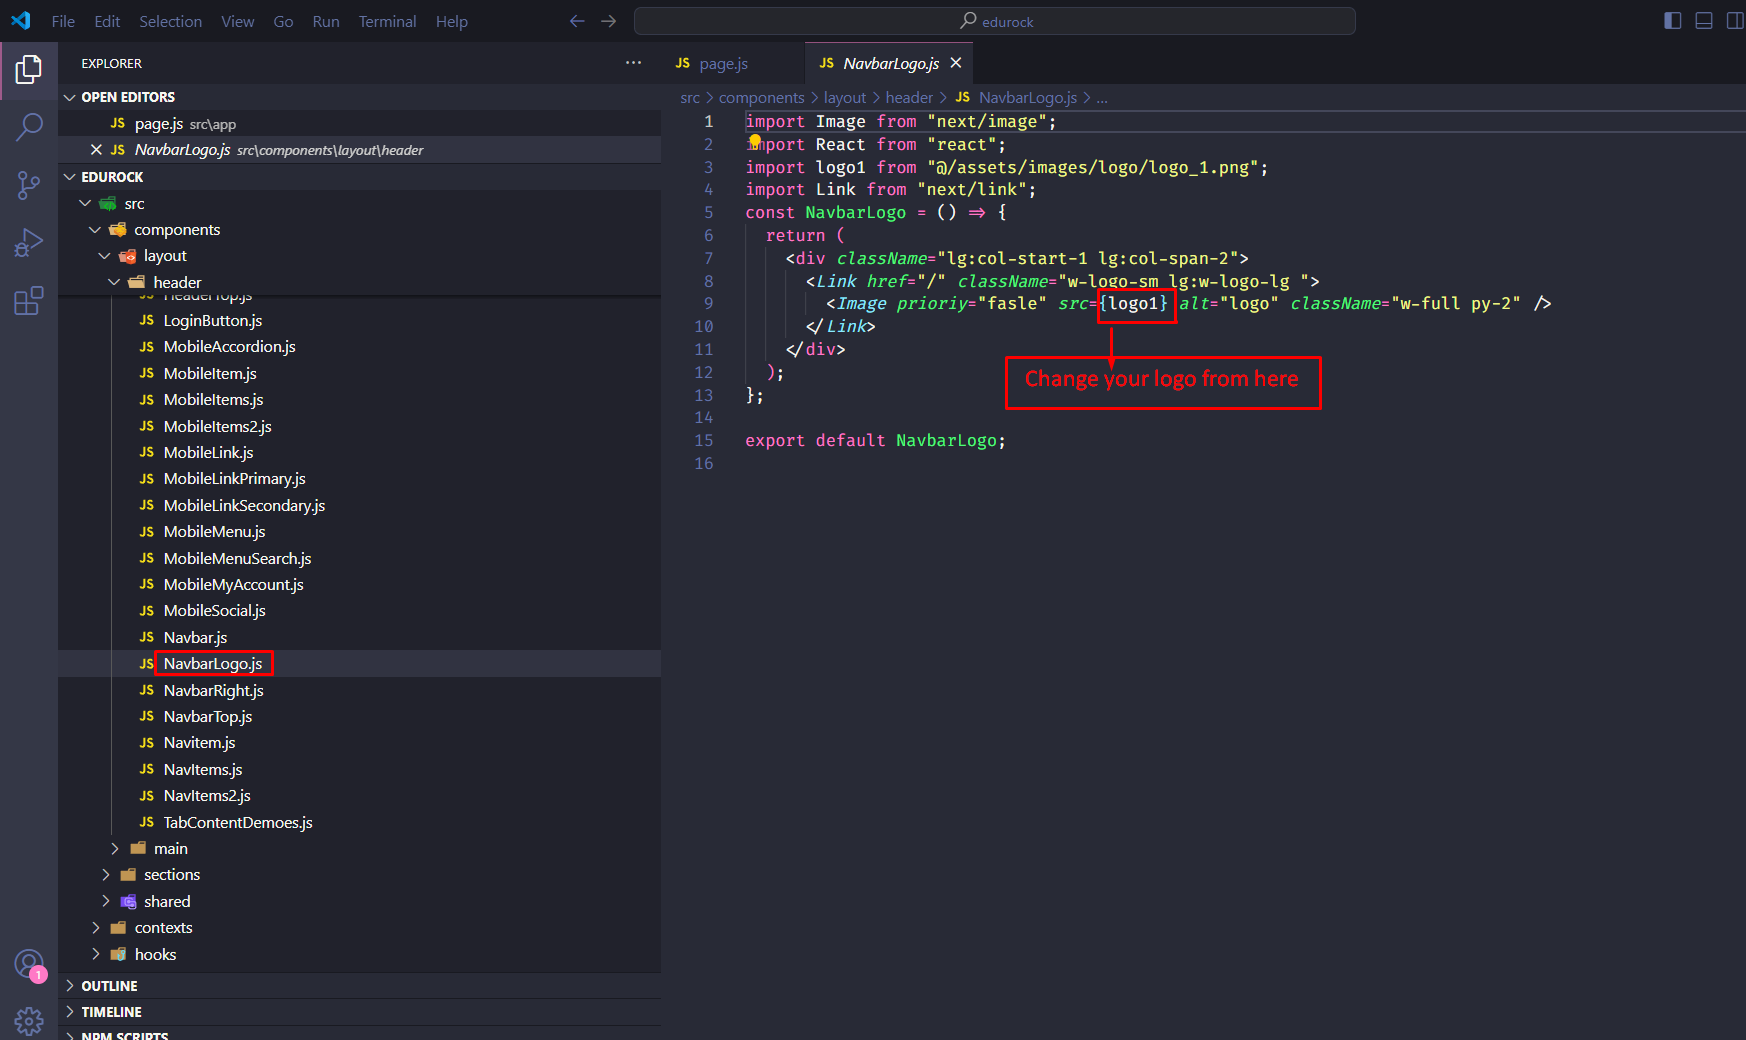 File Edit Selection View Go Run Terminal Help
edurock
EXPLORER
OPEN EDITORS
JS page.js src\app
JS NavbarLogo.js src\components\layout\header
EDUROCK
src
components
layout
header
JS HeaderTop.js
JS LoginButton.js
JS MobileAccordion.js
JS MobileItem.js
JS MobileItems.js
JS MobileItems2.js
JS MobileLink.js
JS MobileLinkPrimary.js
JS MobileLinkSecondary.js
JS MobileMenu.js
JS MobileMenuSearch.js
JS MobileMyAccount.js
JS MobileSocial.js
JS Navbar.js
JS NavbarLogo.js
JS NavbarRight.js
JS NavbarTop.js
JS Navitem.js
JS NavItems.js
JS NavItems2.js
JS TabContentDemoes.js
main
sections
shared
contexts
hooks
1
OUTLINE
TIMELINE
NPM SCRIPTS
JS page.js
JS NavbarLogo.js
src > components > layout > header > JS NavbarLogo.js > ...
1 import Image from "next/image";
2 import React from "react";
3 import logo1 from "@/assets/images/logo/logo_1.png";
4 import Link from "next/link";
5 const NavbarLogo = () => {
6 return (
7 <div className="lg:col-start-1 lg:col-span-2">
8 <Link href="/" className="w-logo-sm lg:w-logo-lg ">
9 <Image prioriy="fasle" src={logo1} alt="logo" className="w-full py-2" />
10 </Link>
11 </div>
12 );
13 };
14
15 export default NavbarLogo;
16
Change your logo from here